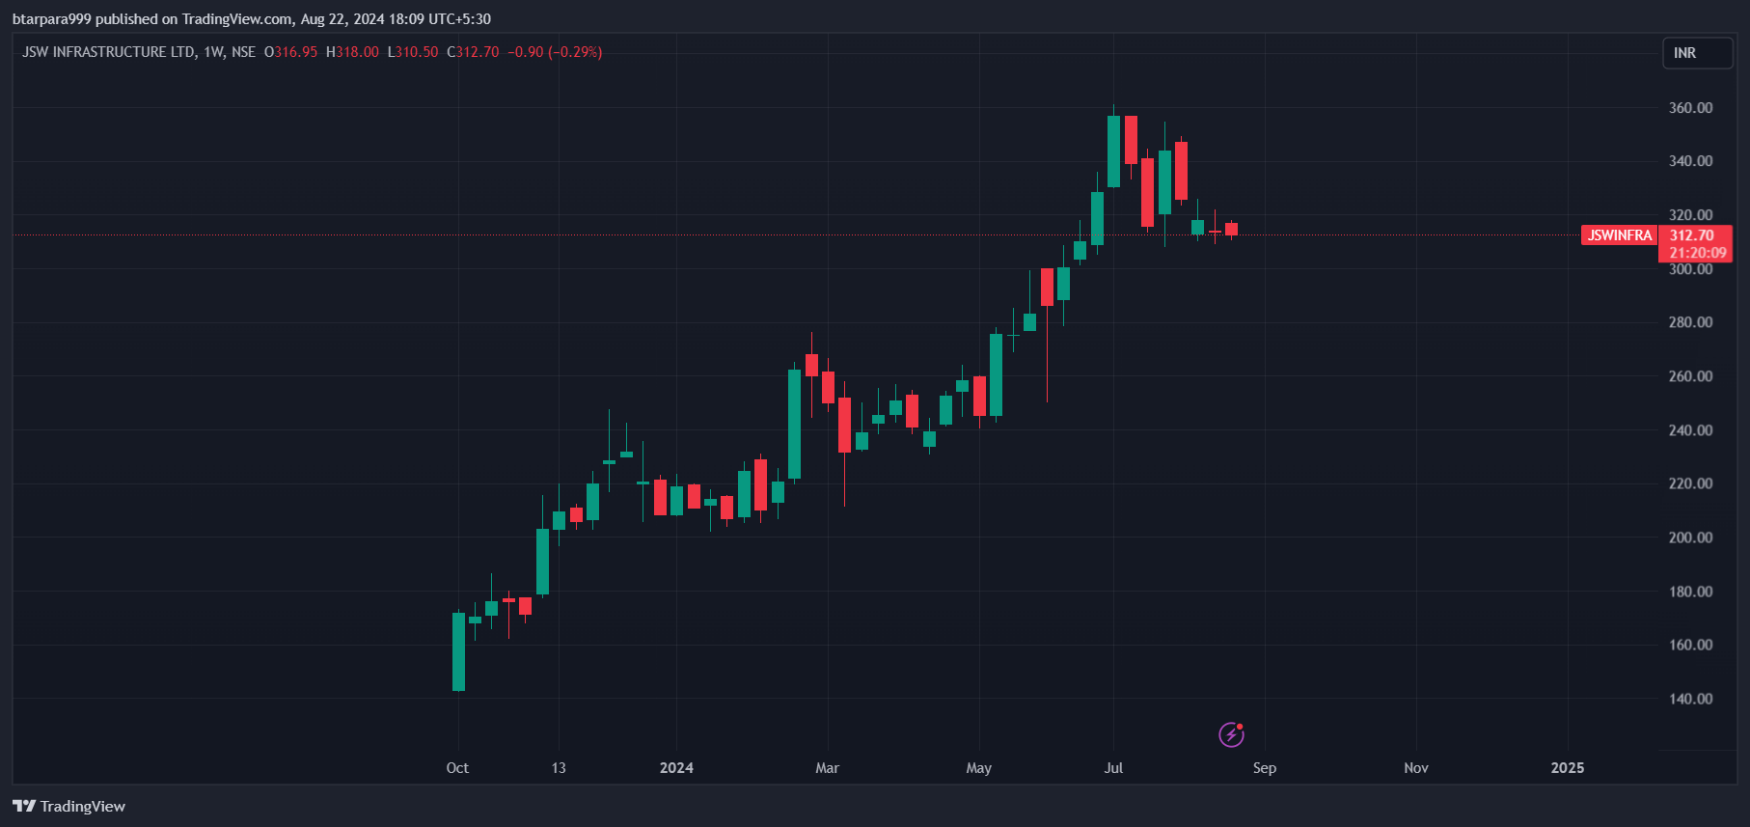 btarpara999 published on TradingView.com, Aug 22, 2024 18:09 UTC+5:30
JSW INFRASTRUCTURE LTD, 1W, NSE O316.95 H318.00 L310.50 C312.70 −0.90 (−0.29%)
INR
360.00
340.00
320.00
JSWINFRA 312.70
21:20:09
300.00
280.00
260.00
240.00
220.00
200.00
180.00
160.00
140.00
Oct 13 2024 Mar May Jul Sep Nov 2025
TradingView